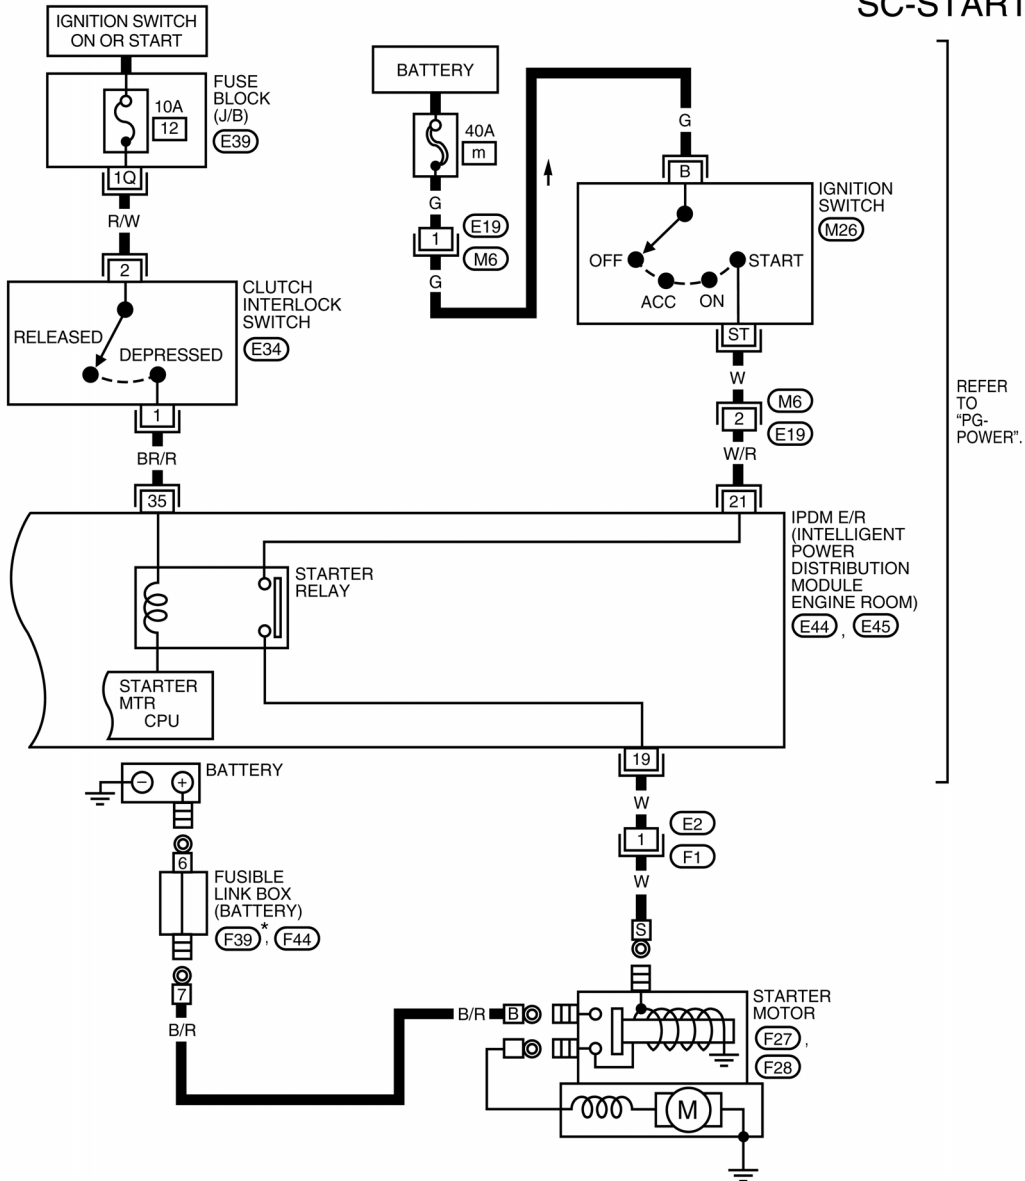 SC-START
IGNITION SWITCH
ON OR START
FUSE
BLOCK
(J/B)
E39
10A
12
1Q
R/W
2
CLUTCH
INTERLOCK
SWITCH
E34
RELEASED
DEPRESSED
1
BR/R
35
BATTERY
40A
m
G
1
E19
M6
G
G
B
IGNITION
SWITCH
M26
OFF
ACC
ON
START
ST
W
2
M6
E19
W/R
21
REFER
TO
“PG-
POWER”.
IPDM E/R
(INTELLIGENT
POWER
DISTRIBUTION
MODULE
ENGINE ROOM)
E44 , E45
STARTER
RELAY
STARTER
MTR
CPU
19
W
1
E2
F1
W
S
BATTERY
− +
6
FUSIBLE
LINK BOX
(BATTERY)
F39 *, F44
7
B/R
B/R
B
STARTER
MOTOR
F27 ,
F28
M